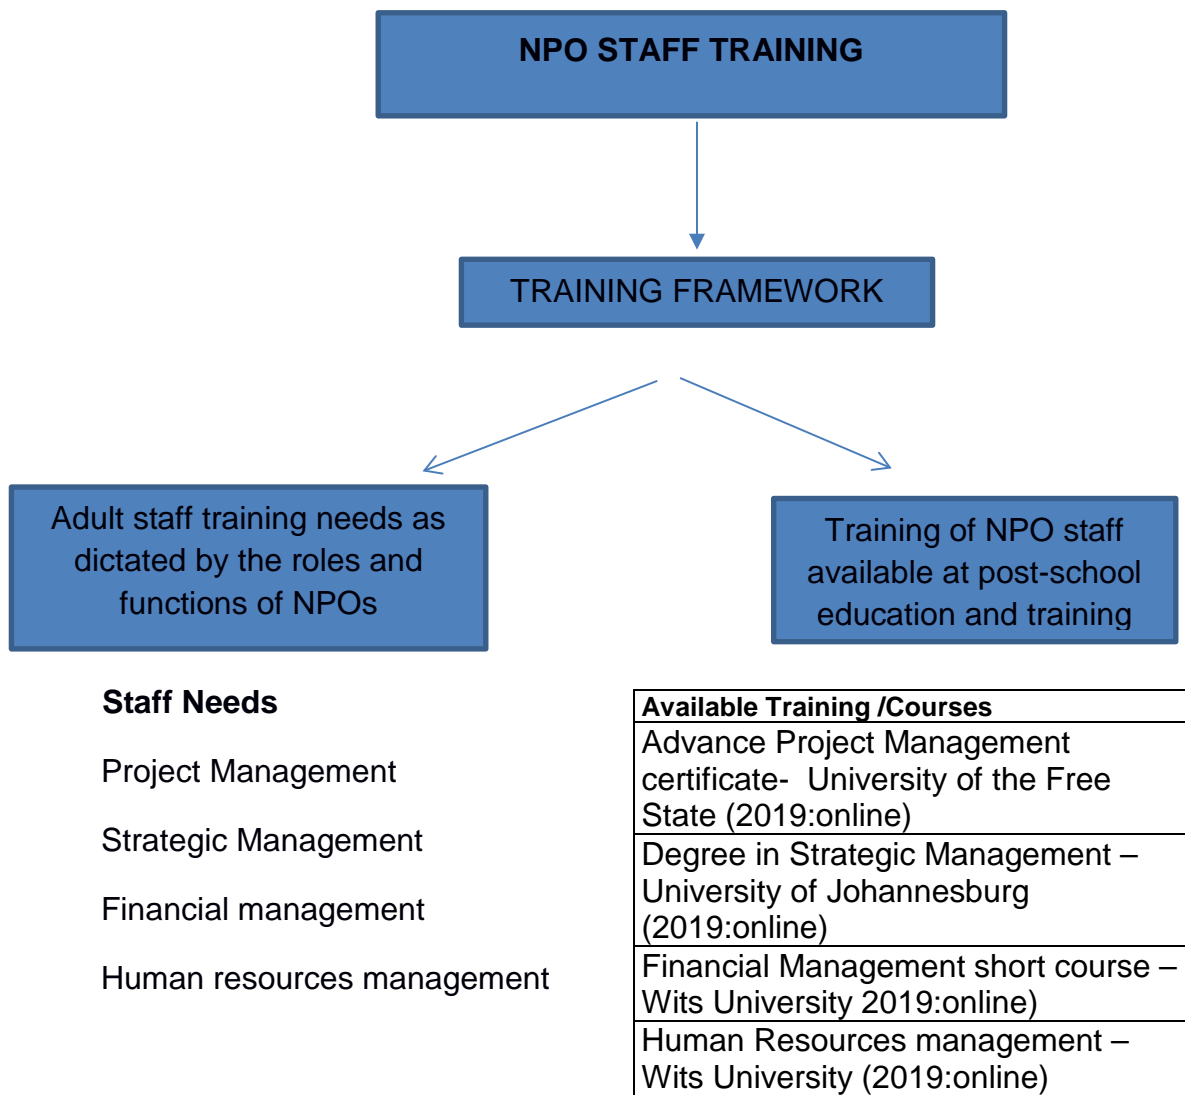 NPO STAFF TRAINING
TRAINING FRAMEWORK
Adult staff training needs as
dictated by the roles and
functions of NPOs
Training of NPO staff
available at post-school
education and training
Staff Needs
Project Management
Strategic Management
Financial management
Human resources management
Available Training /Courses
Advance Project Management
certificate-  University of the Free
State (2019:online)
Degree in Strategic Management –
University of Johannesburg
(2019:online)
Financial Management short course –
Wits University 2019:online)
Human Resources management –
Wits University (2019:online)